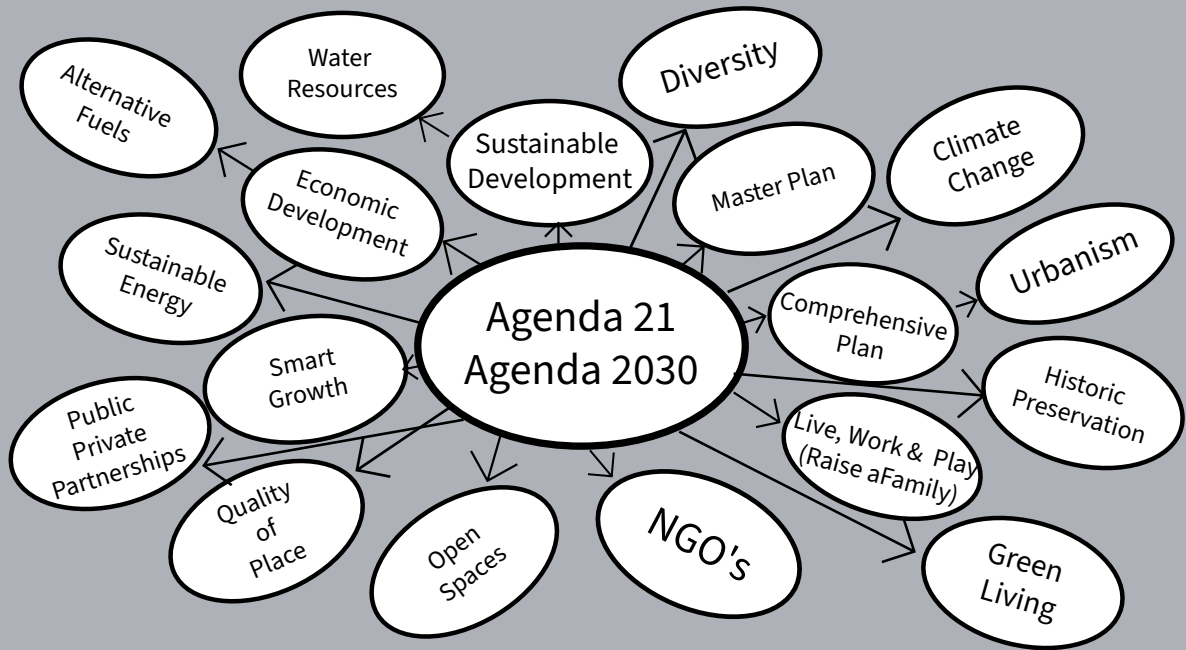 Water
Resources
Diversity
Alternative
Fuels
Sustainable
Development
Climate
Change
Master Plan
Economic
Development
Urbanism
Sustainable
Energy
Agenda 21
Agenda 2030
Comprehensive
Plan
Smart
Growth
Historic
Preservation
Public
Private
Partnerships
Live, Work & Play
(Raise aFamily)
Quality
of
Place
Open
Spaces
NGO's
Green
Living